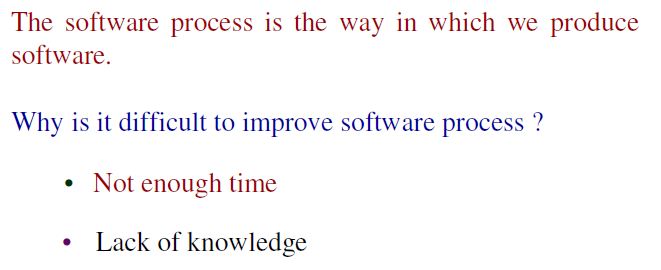 The software process is the way in which we produce
software.
Why is it difficult to improve software process ?
• Not enough time
• Lack of knowledge